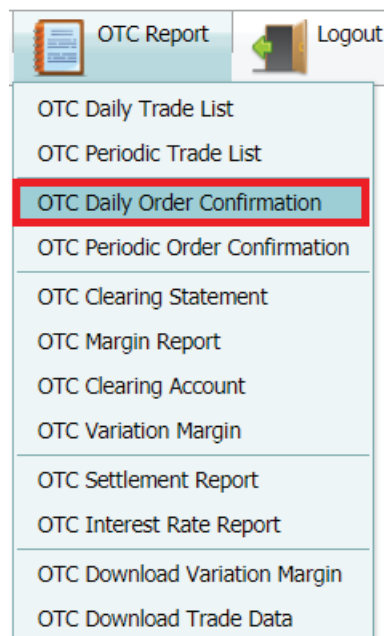 OTC Report Logout
OTC Daily Trade List
OTC Periodic Trade List
OTC Daily Order Confirmation
OTC Periodic Order Confirmation
OTC Clearing Statement
OTC Margin Report
OTC Clearing Account
OTC Variation Margin
OTC Settlement Report
OTC Interest Rate Report
OTC Download Variation Margin
OTC Download Trade Data